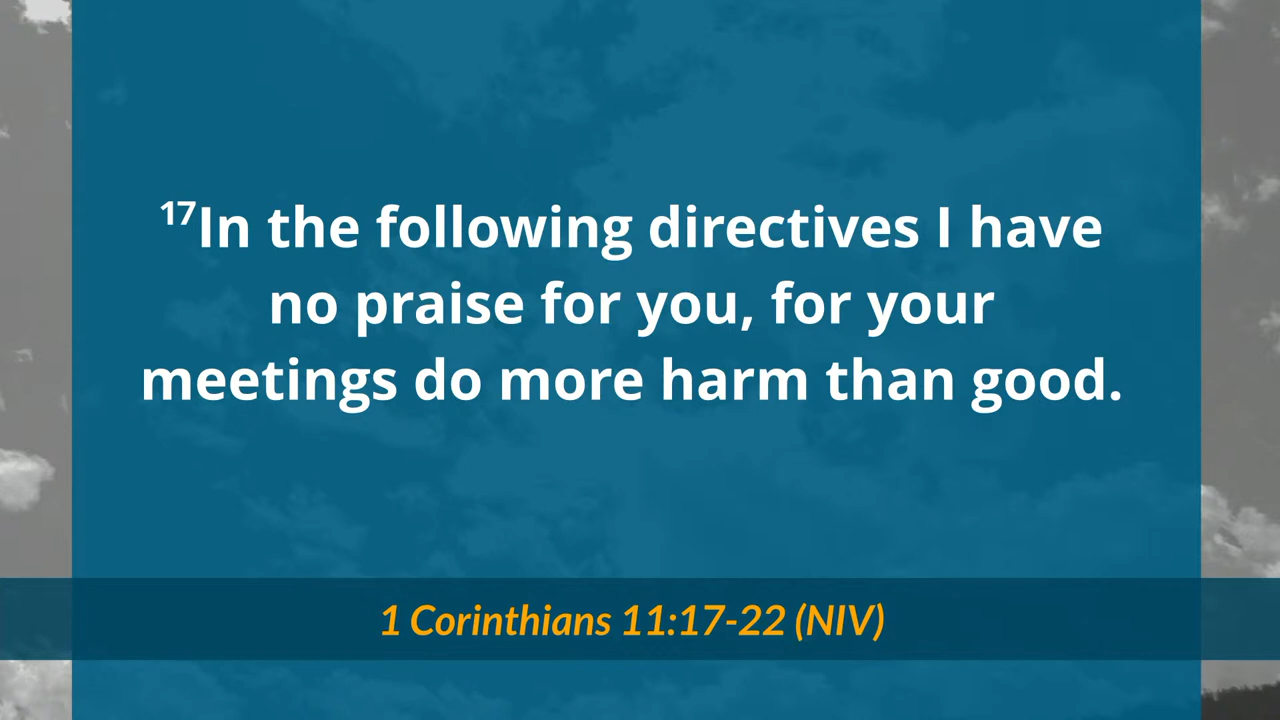 ¹⁷In the following directives I have
no praise for you, for your
meetings do more harm than good.
1 Corinthians 11:17-22 (NIV)